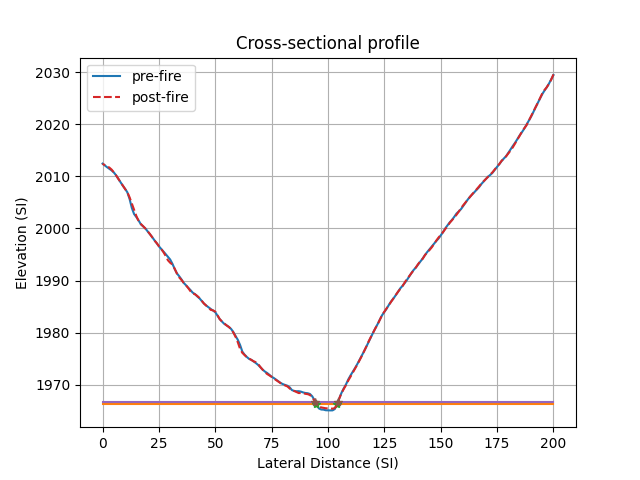 Cross-sectional profile
pre-fire
post-fire
2030
2020
2010
2000
1990
1980
1970
Elevation (SI)
0 25 50 75 100 125 150 175 200
Lateral Distance (SI)